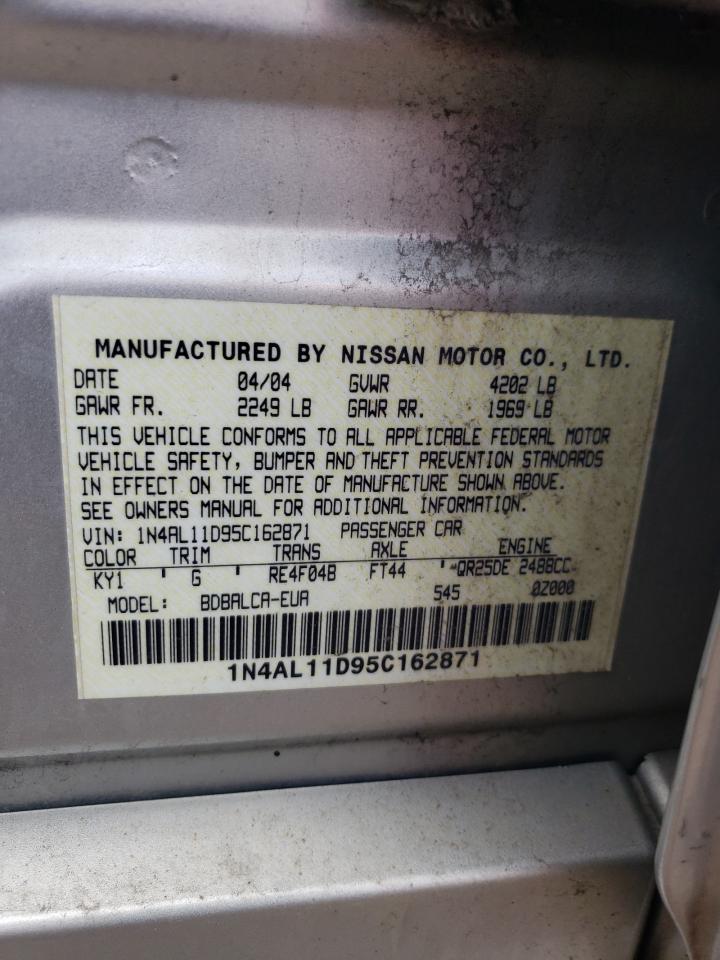 MANUFACTURED BY NISSAN MOTOR CO., LTD.
DATE 04/04 GVWR 4202 LB
GAWR FR. 2249 LB GAWR RR. 1969 LB
THIS VEHICLE CONFORMS TO ALL APPLICABLE FEDERAL MOTOR
VEHICLE SAFETY, BUMPER AND THEFT PREVENTION STANDARDS
IN EFFECT ON THE DATE OF MANUFACTURE SHOWN ABOVE.
SEE OWNERS MANUAL FOR ADDITIONAL INFORMATION.
VIN: 1N4AL11D95C162871 PASSENGER CAR
COLOR TRIM TRANS AXLE ENGINE
KY1 ' G ' RE4F04B FT44 ' QR25DE 2488CC
MODEL: BDBALCA-EUA 545 0Z000
1N4AL11D95C162871